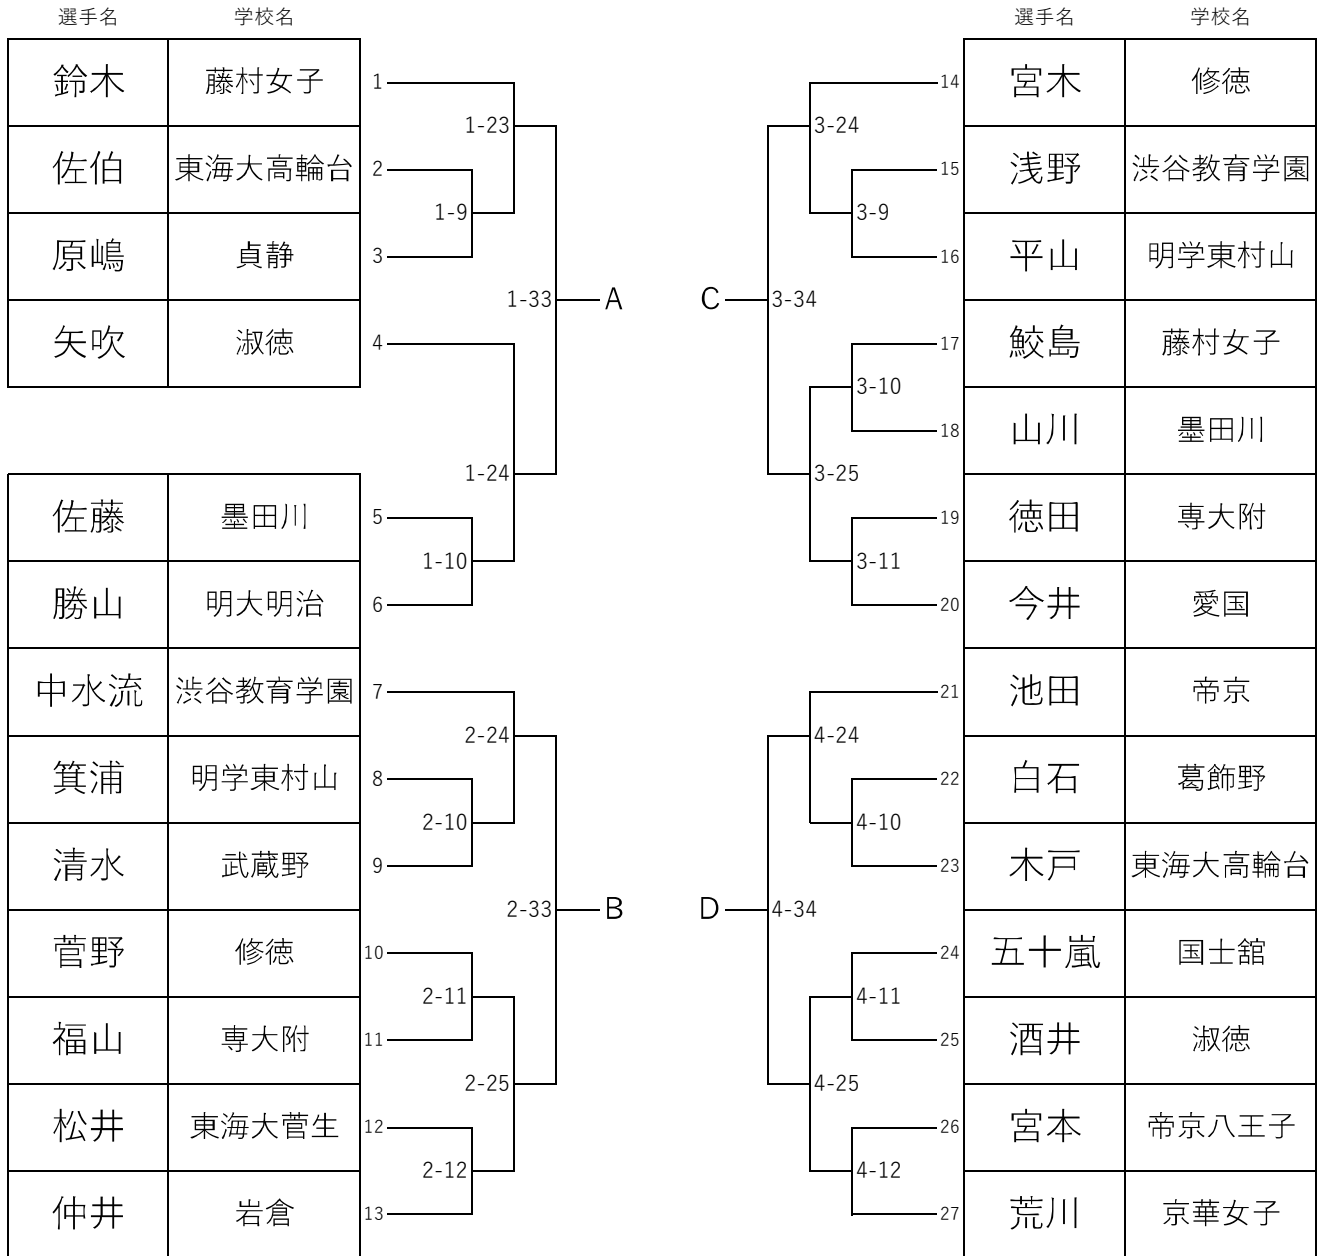 選手名 学校名
鈴木 藤村女子 1
1-23
佐伯 東海大高輪台 2
1-9
原嶋 貞静 3
1-33 A
矢吹 淑徳 4
1-24
佐藤 墨田川 5
1-10
勝山 明大明治 6
中水流 渋谷教育学園 7
2-24
箕浦 明学東村山 8
2-10
清水 武蔵野 9
2-33 B
菅野 修徳 10
2-11
福山 専大附 11
2-25
松井 東海大菅生 12
2-12
仲井 岩倉 13
選手名 学校名
14 宮木 修徳
3-24
15 浅野 渋谷教育学園
3-9
16 平山 明学東村山
C 3-34
17 鮫島 藤村女子
3-10
18 山川 墨田川
3-25
19 徳田 専大附
3-11
20 今井 愛国
21 池田 帝京
4-24
22 白石 葛飾野
4-10
23 木戸 東海大高輪台
D 4-34
24 五十嵐 国士舘
4-11
25 酒井 淑徳
4-25
26 宮本 帝京八王子
4-12
27 荒川 京華女子